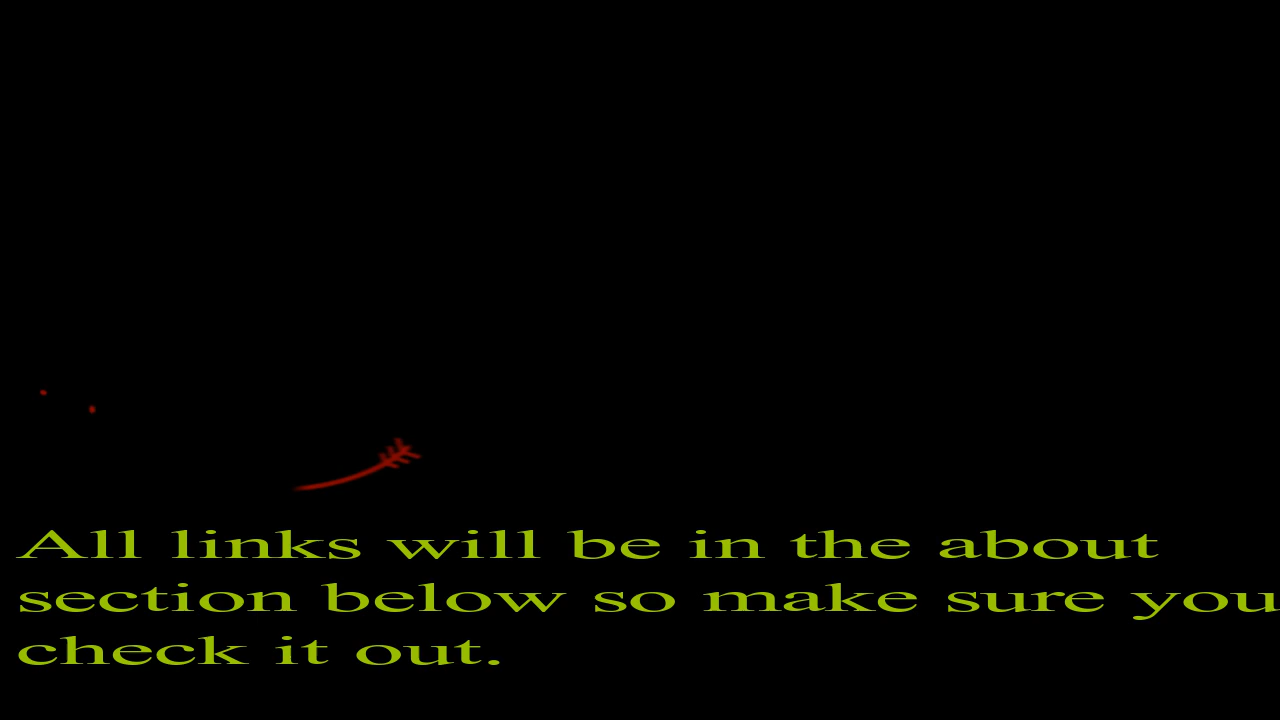 All links will be in the about
section below so make sure you
check it out.